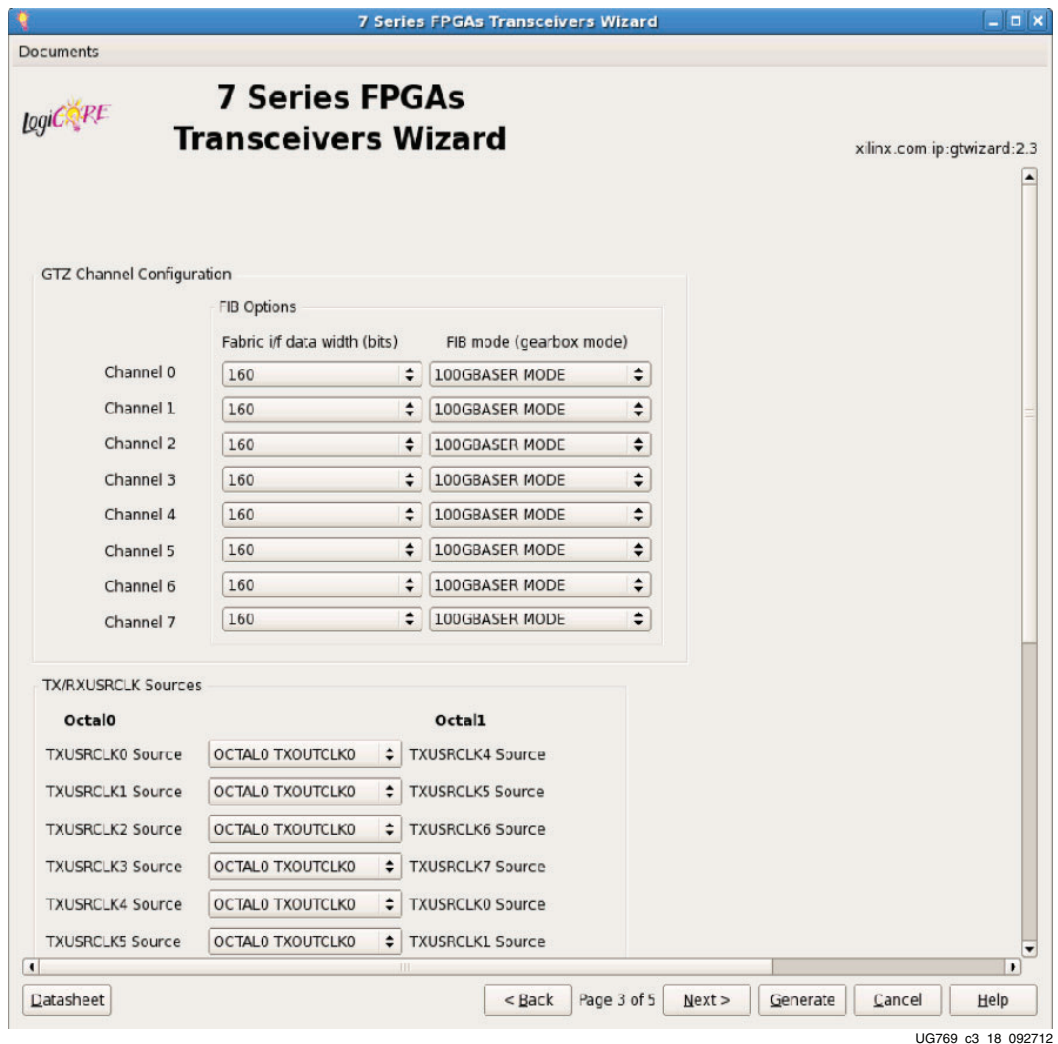 7 Series FPGAs Transceivers Wizard
Documents
LogiCORE
7 Series FPGAs
Transceivers Wizard
xilinx.com ip:gtwizard:2.3
GTZ Channel Configuration
FIB Options
Fabric i/f data width (bits) FIB mode (gearbox mode)
Channel 0 160 100GBASER MODE
Channel 1 160 100GBASER MODE
Channel 2 160 100GBASER MODE
Channel 3 160 100GBASER MODE
Channel 4 160 100GBASER MODE
Channel 5 160 100GBASER MODE
Channel 6 160 100GBASER MODE
Channel 7 160 100GBASER MODE
TX/RXUSRCLK Sources
Octal0 Octal1
TXUSRCLK0 Source OCTAL0 TXOUTCLK0 TXUSRCLK4 Source
TXUSRCLK1 Source OCTAL0 TXOUTCLK0 TXUSRCLK5 Source
TXUSRCLK2 Source OCTAL0 TXOUTCLK0 TXUSRCLK6 Source
TXUSRCLK3 Source OCTAL0 TXOUTCLK0 TXUSRCLK7 Source
TXUSRCLK4 Source OCTAL0 TXOUTCLK0 TXUSRCLK0 Source
TXUSRCLK5 Source OCTAL0 TXOUTCLK0 TXUSRCLK1 Source
Datasheet < Back Page 3 of 5 Next > Generate Cancel Help
UG769_c3_18_092712